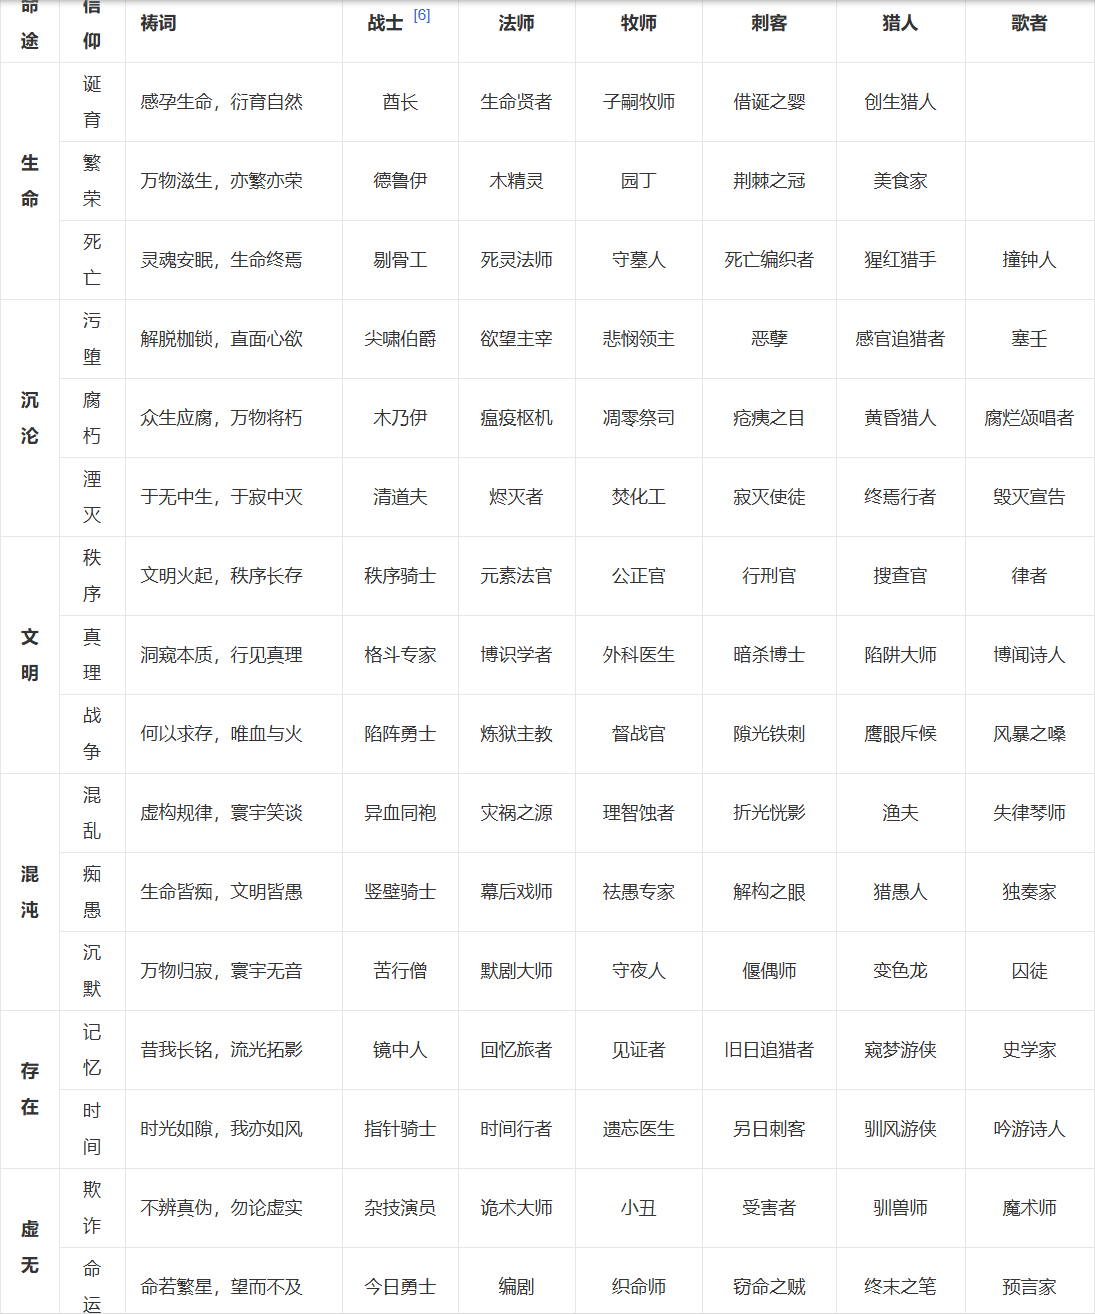 命途 信仰 祷词 战士 [6] 法师 牧师 刺客 猎人 歌者
生命 诞育 感孕生命，衍育自然 酋长 生命贤者 子嗣牧师 借诞之婴 创生猎人
繁荣 万物滋生，亦繁亦荣 德鲁伊 木精灵 园丁 荆棘之冠 美食家
死亡 灵魂安眠，生命终焉 剔骨工 死灵法师 守墓人 死亡编织者 猩红猎手 撞钟人
沉沦 污堕 解脱枷锁，直面心欲 尖啸伯爵 欲望主宰 悲悯领主 恶孽 感官追猎者 塞壬
腐朽 众生应腐，万物将朽 木乃伊 瘟疫枢机 凋零祭司 疮痍之目 黄昏猎人 腐烂颂唱者
湮灭 于无中生，于寂中灭 清道夫 烬灭者 焚化工 寂灭使徒 终焉行者 毁灭宣告
文明 秩序 文明火起，秩序长存 秩序骑士 元素法官 公正官 行刑官 搜查官 律者
真理 洞窥本质，行见真理 格斗专家 博识学者 外科医生 暗杀博士 陷阱大师 博闻诗人
战争 何以求存，唯血与火 陷阵勇士 炼狱主教 督战官 隙光铁刺 鹰眼斥候 风暴之嗓
混沌 混乱 虚构规律，寰宇笑谈 异血同袍 灾祸之源 理智蚀者 折光恍影 渔夫 失律琴师
痴愚 生命皆痴，文明皆愚 竖壁骑士 幕后戏师 祛愚专家 解构之眼 猎愚人 独奏家
沉默 万物归寂，寰宇无音 苦行僧 默剧大师 守夜人 偃偶师 变色龙 囚徒
存在 记忆 昔我长铭，流光拓影 镜中人 回忆旅者 见证者 旧日追猎者 窥梦游侠 史学家
时间 时光如隙，我亦如风 指针骑士 时间行者 遗忘医生 另日刺客 驯风游侠 吟游诗人
虚无 欺诈 不辨真伪，勿论虚实 杂技演员 诡术大师 小丑 受害者 驯兽师 魔术师
命运 命若繁星，望而不及 今日勇士 编剧 织命师 窃命之贼 终末之笔 预言家